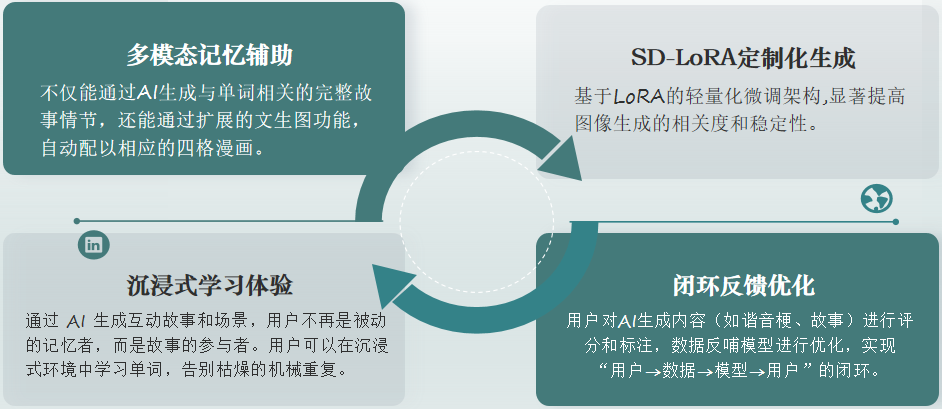 多模态记忆辅助
不仅能通过AI生成与单词相关的完整故
事情节，还能通过扩展的文生图功能，
自动配以相应的四格漫画。
SD-LoRA定制化生成
基于LoRA的轻量化微调架构,显著提高
图像生成的相关度和稳定性。
in
沉浸式学习体验
通过 AI 生成互动故事和场景，用户不再是被动
的记忆者，而是故事的参与者。用户可以在沉浸
式环境中学习单词，告别枯燥的机械重复。
闭环反馈优化
用户对AI生成内容（如谐音梗、故事）进行评
分和标注，数据反哺模型进行优化，实现
“用户→数据→模型→用户”的闭环。